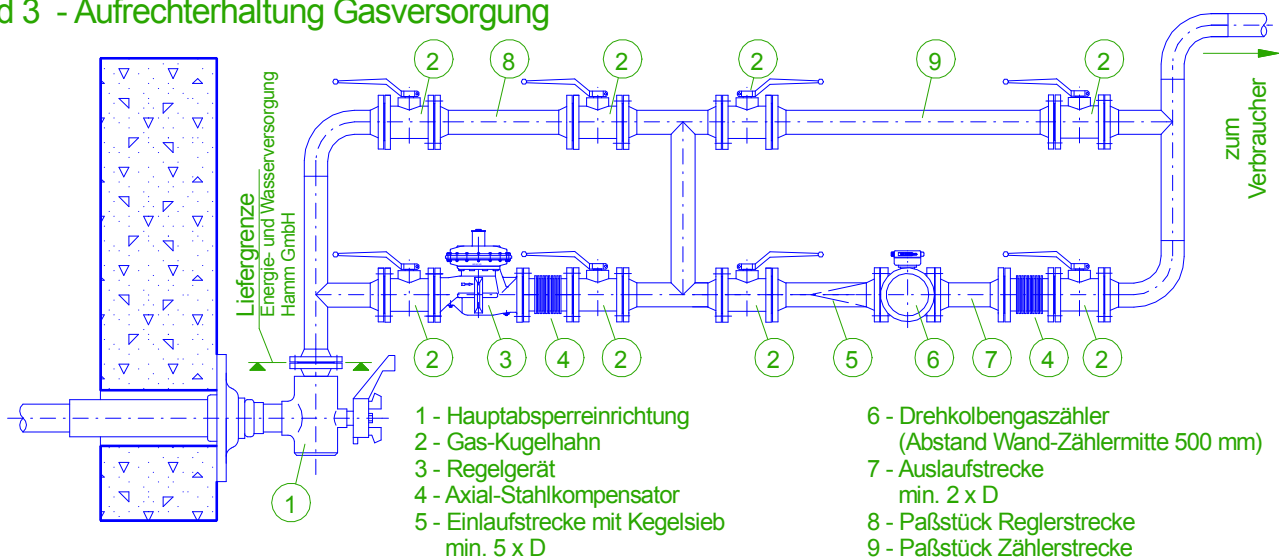 d 3 - Aufrechterhaltung Gasversorgung
2
8
2
2
9
2
zum
Verbraucher
Liefergrenze
Energie- und Wasserversorgung
Hamm GmbH
2
3
4
2
2
5
6
7
4
2
1
1 - Hauptabsperreinrichtung
2 - Gas-Kugelhahn
3 - Regelgerät
4 - Axial-Stahlkompensator
5 - Einlaufstrecke mit Kegelsieb
min. 5 x D
6 - Drehkolbengaszähler
(Abstand Wand-Zählermitte 500 mm)
7 - Auslaufstrecke
min. 2 x D
8 - Paßstück Reglerstrecke
9 - Paßstück Zählerstrecke